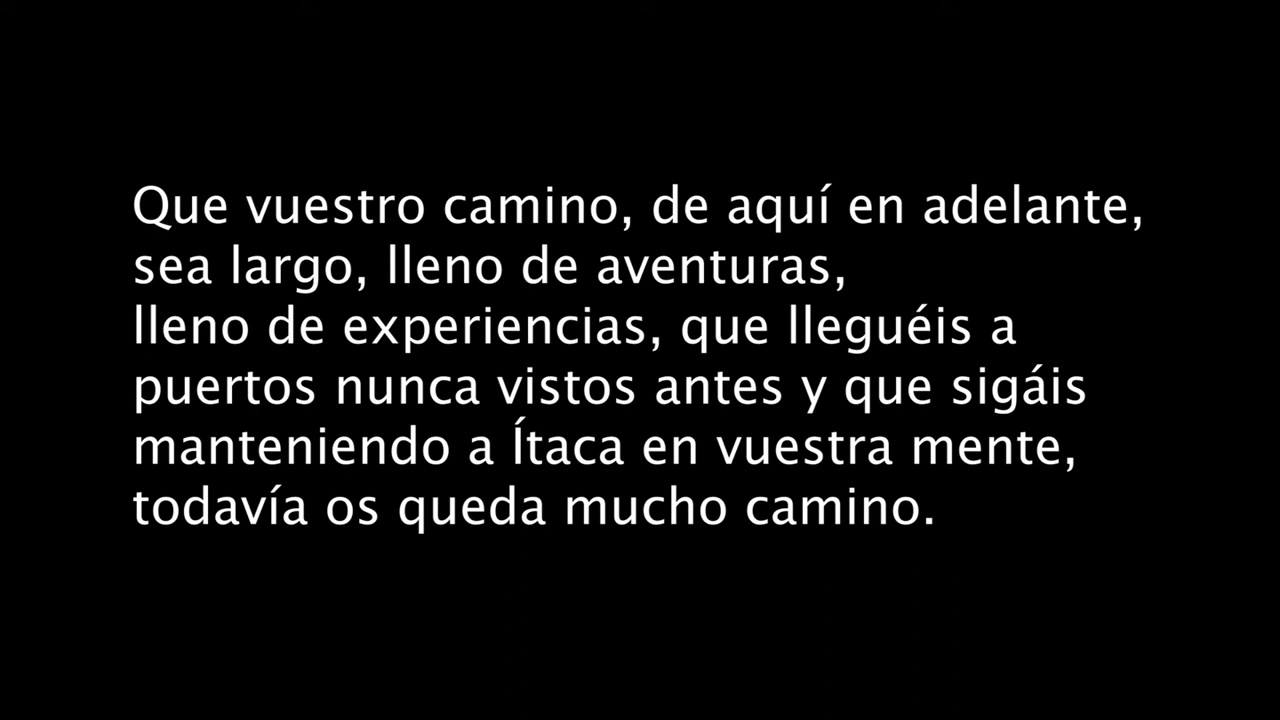 Que vuestro camino, de aquí en adelante,
sea largo, lleno de aventuras,
lleno de experiencias, que lleguéis a
puertos nunca vistos antes y que sigáis
manteniendo a Ítaca en vuestra mente,
todavía os queda mucho camino.